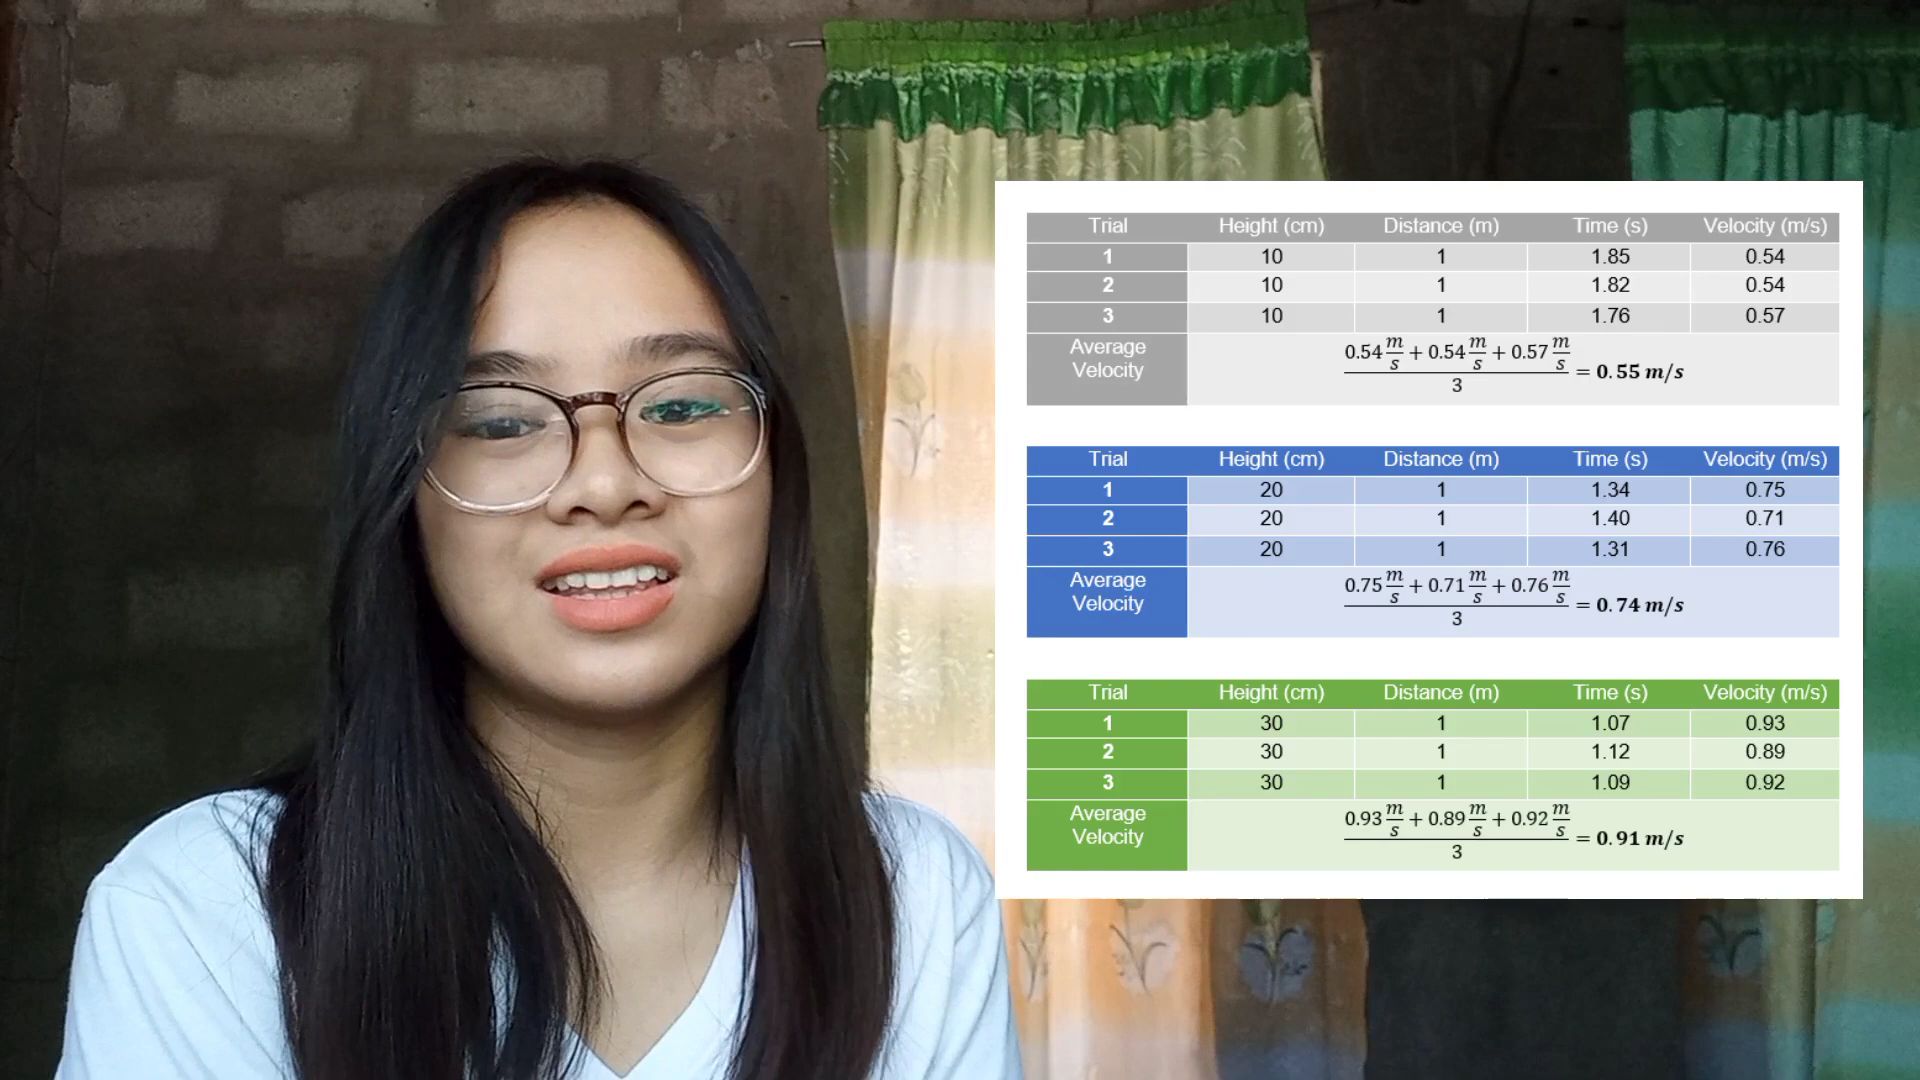 Trial Height (cm) Distance (m) Time (s) Velocity (m/s)
1 10 1 1.85 0.54
2 10 1 1.82 0.54
3 10 1 1.76 0.57
Average Velocity
0.54 m/s + 0.54 m/s + 0.57 m/s
3
= 0.55 m/s
Trial Height (cm) Distance (m) Time (s) Velocity (m/s)
1 20 1 1.34 0.75
2 20 1 1.40 0.71
3 20 1 1.31 0.76
Average Velocity
0.75 m/s + 0.71 m/s + 0.76 m/s
3
= 0.74 m/s
Trial Height (cm) Distance (m) Time (s) Velocity (m/s)
1 30 1 1.07 0.93
2 30 1 1.12 0.89
3 30 1 1.09 0.92
Average Velocity
0.93 m/s + 0.89 m/s + 0.92 m/s
3
= 0.91 m/s